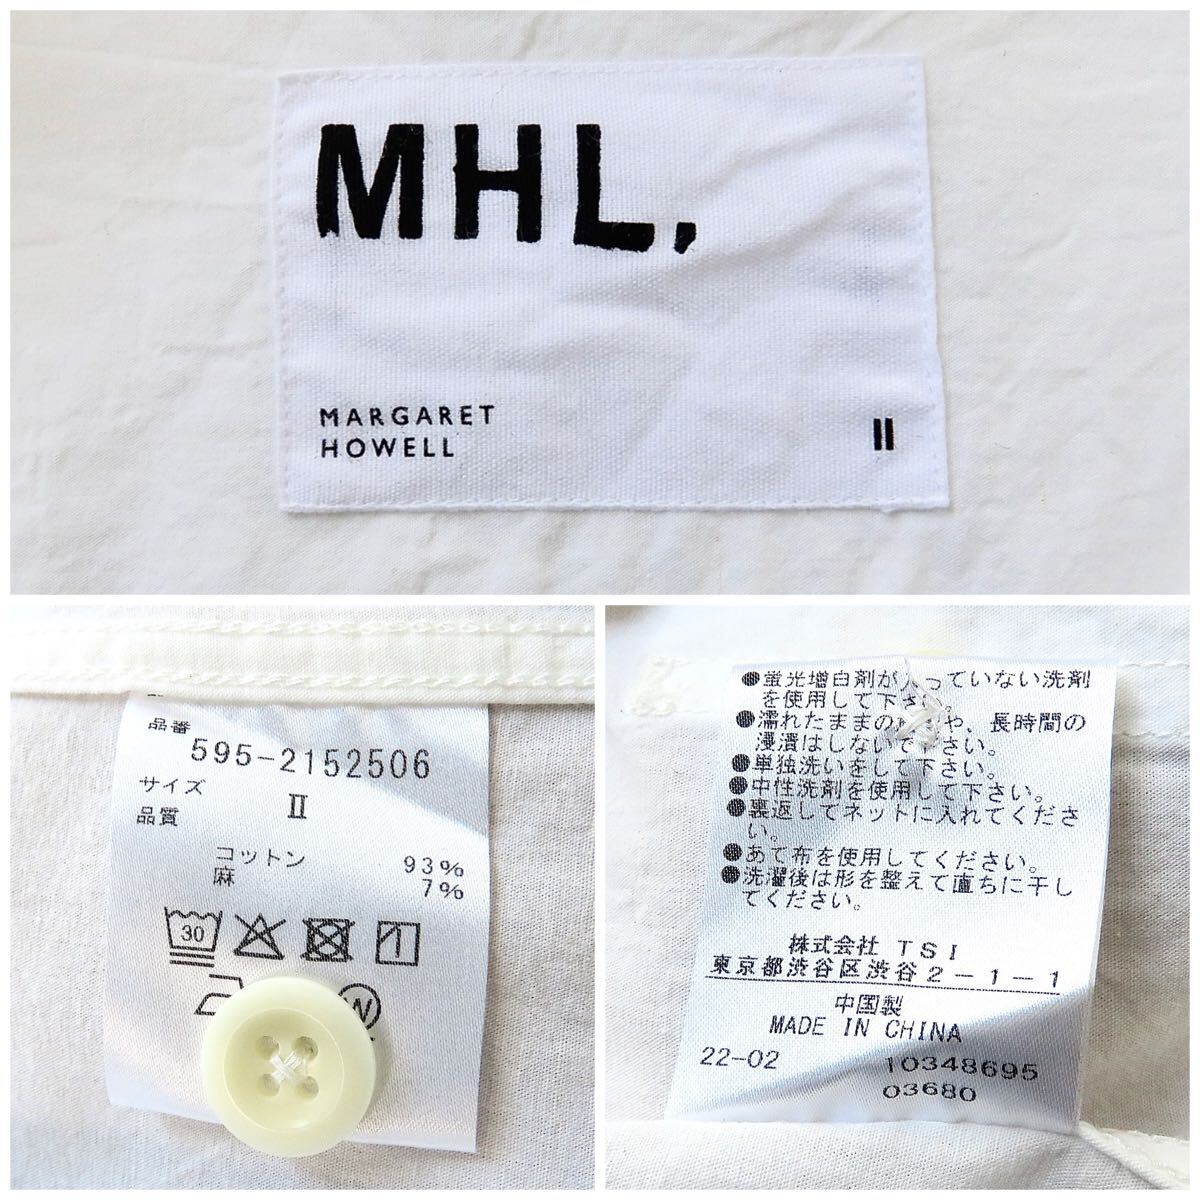 MHL.
MARGARET
HOWELL
II
品番
595-2152506
サイズ
II
品質
コットン 93%
麻 7%
30
W
●蛍光増白剤が入っていない洗剤
を使用して下さい。
●濡れたままの や、長時間の
浸漬はしないで下さい。
●単独洗いをして下さい。
●中性洗剤を使用して下さい。
●裏返してネットに入れてくださ
い。
●あて布を使用してください。
●洗濯後は形を整えて直ちに干し
てください。
株式会社 TSI
東京都渋谷区渋谷2-1-1
中国製
MADE IN CHINA
22-02 10348695
03680